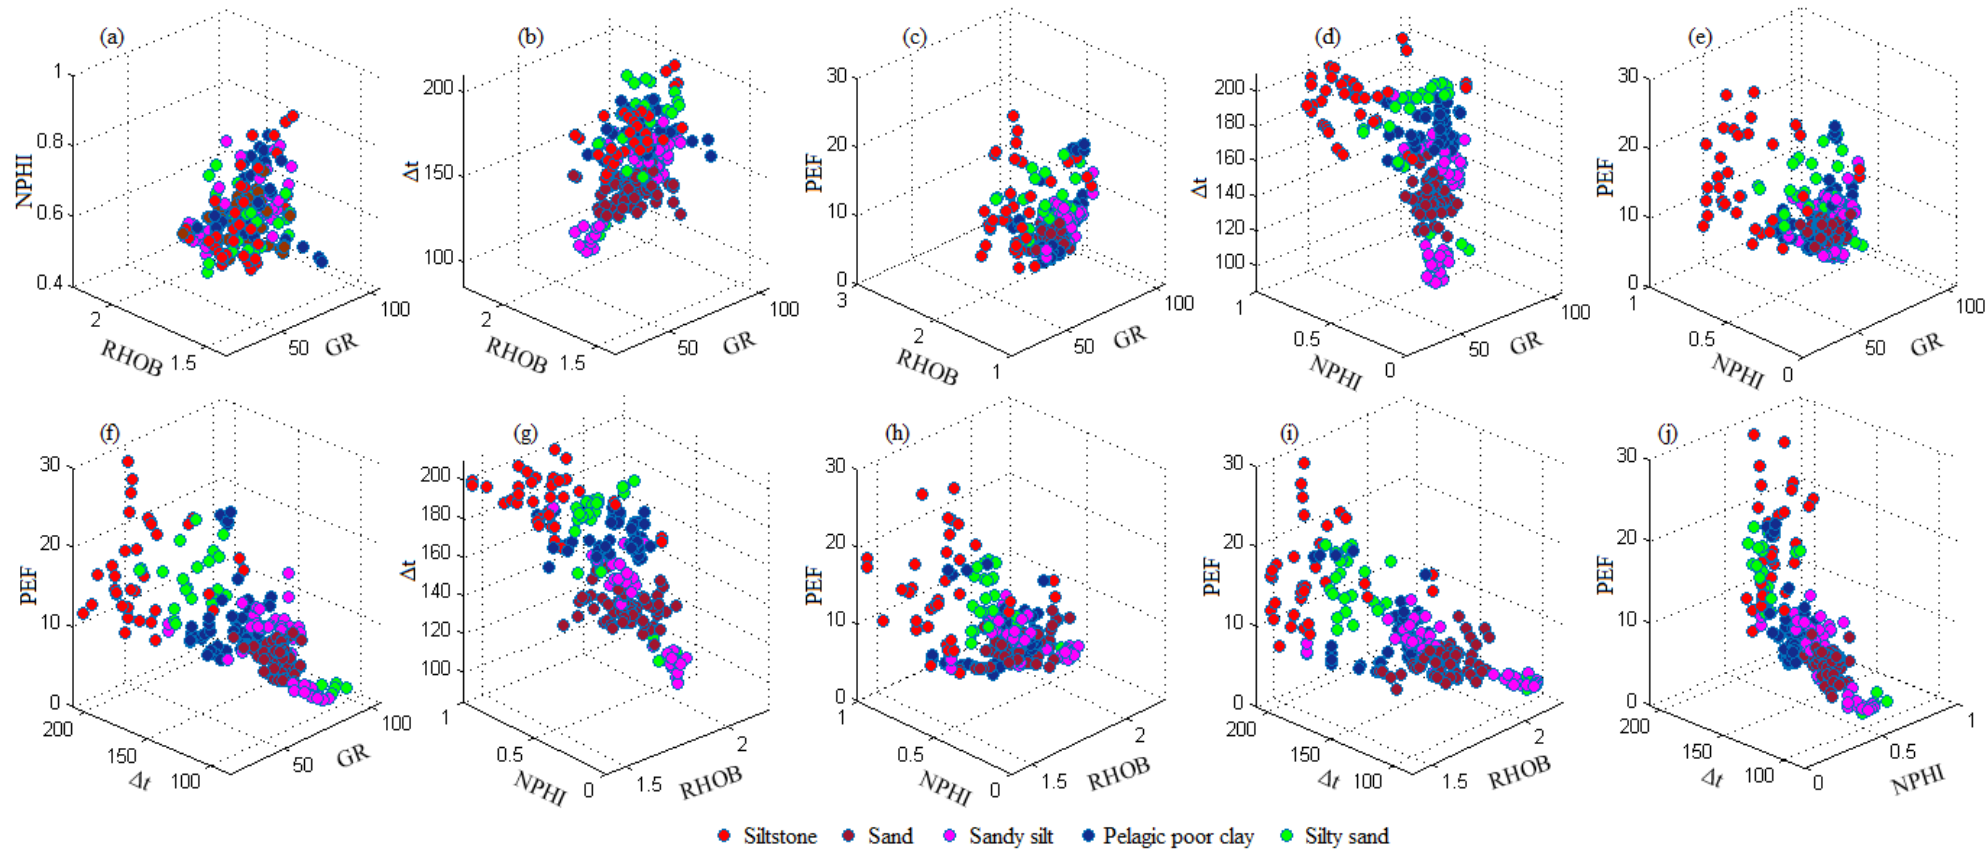 (a) (b) (c) (d) (e)
1 0.8 0.6 0.4 NPHI 2 1.5 RHOB 50 100 GR
200 150 100 Δt 2 1.5 RHOB 50 100 GR
30 20 10 0 PEF 3 2 1 RHOB 50 100 GR
200 180 160 140 120 100 Δt 1 0.5 0 NPHI 50 100 GR
30 20 10 0 PEF 1 0.5 0 NPHI 50 100 GR
(f) (g) (h) (i) (j)
30 20 10 0 PEF 200 150 100 Δt 50 100 GR
200 180 160 140 120 100 Δt 1 0.5 0 NPHI 1.5 2 RHOB
30 20 10 0 PEF 1 0.5 0 NPHI 1.5 2 RHOB
30 20 10 0 PEF 200 150 100 Δt 1.5 2 RHOB
30 20 10 0 PEF 200 150 100 Δt 0 0.5 1 NPHI
Siltstone Sand Sandy silt Pelagic poor clay Silty sand